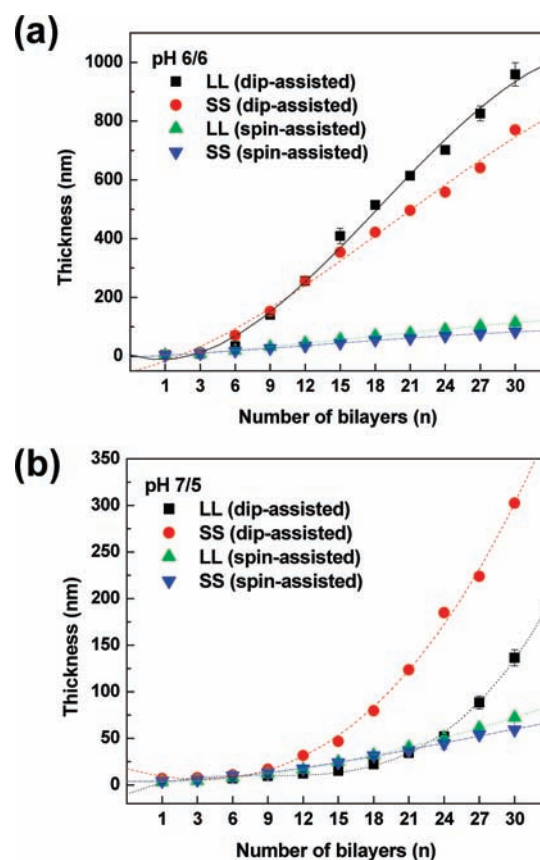 (a)
pH 6/6
LL (dip-assisted)
SS (dip-assisted)
LL (spin-assisted)
SS (spin-assisted)
1000
800
600
400
200
0
Thickness (nm)
1 3 6 9 12 15 18 21 24 27 30
Number of bilayers (n)
(b)
pH 7/5
LL (dip-assisted)
SS (dip-assisted)
LL (spin-assisted)
SS (spin-assisted)
350
300
250
200
150
100
50
0
Thickness (nm)
1 3 6 9 12 15 18 21 24 27 30
Number of bilayers (n)